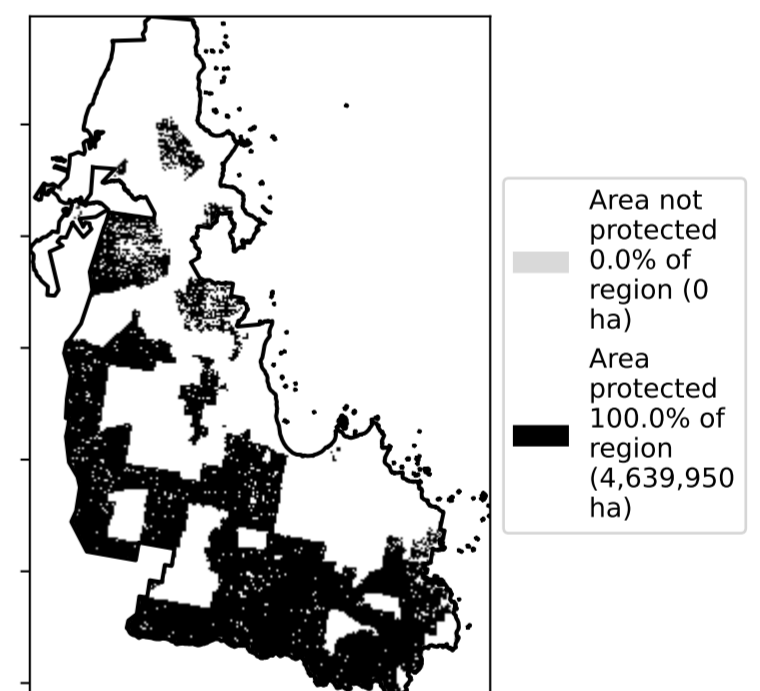 Area not
protected
0.0% of
region (0
ha)
Area
protected
100.0% of
region
(4,639,950
ha)